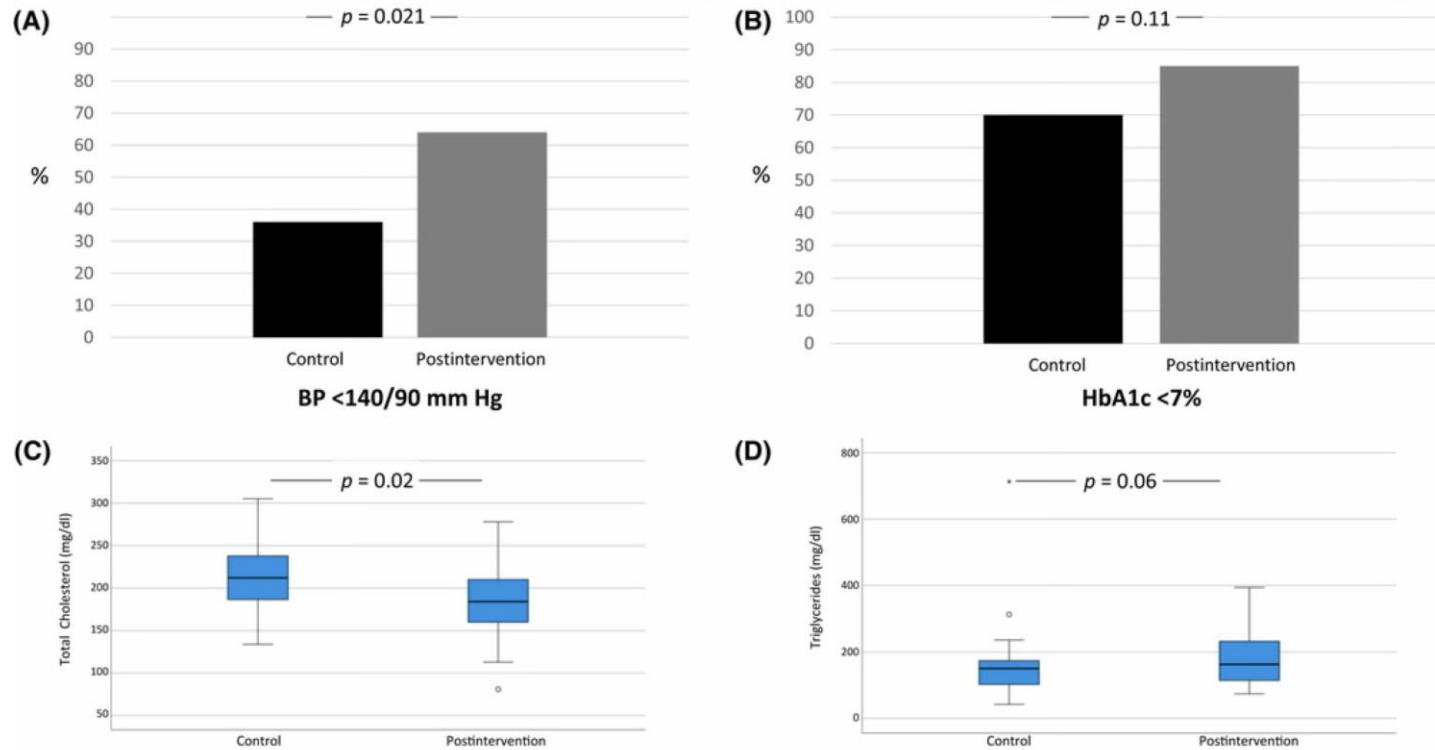 (A)
p = 0.021
90
80
70
60
50
40
30
20
10
0
%
Control Postintervention
BP <140/90 mm Hg
(B)
100
p = 0.11
90
80
70
60
50
40
30
20
10
0
%
Control Postintervention
HbA1c <7%
(C)
350
300
250
200
150
100
50
Total Cholesterol (mg/dl)
p = 0.02
Control Postintervention
(D)
800
600
400
200
0
Triglycerides (mg/dl)
p = 0.06
Control Postintervention